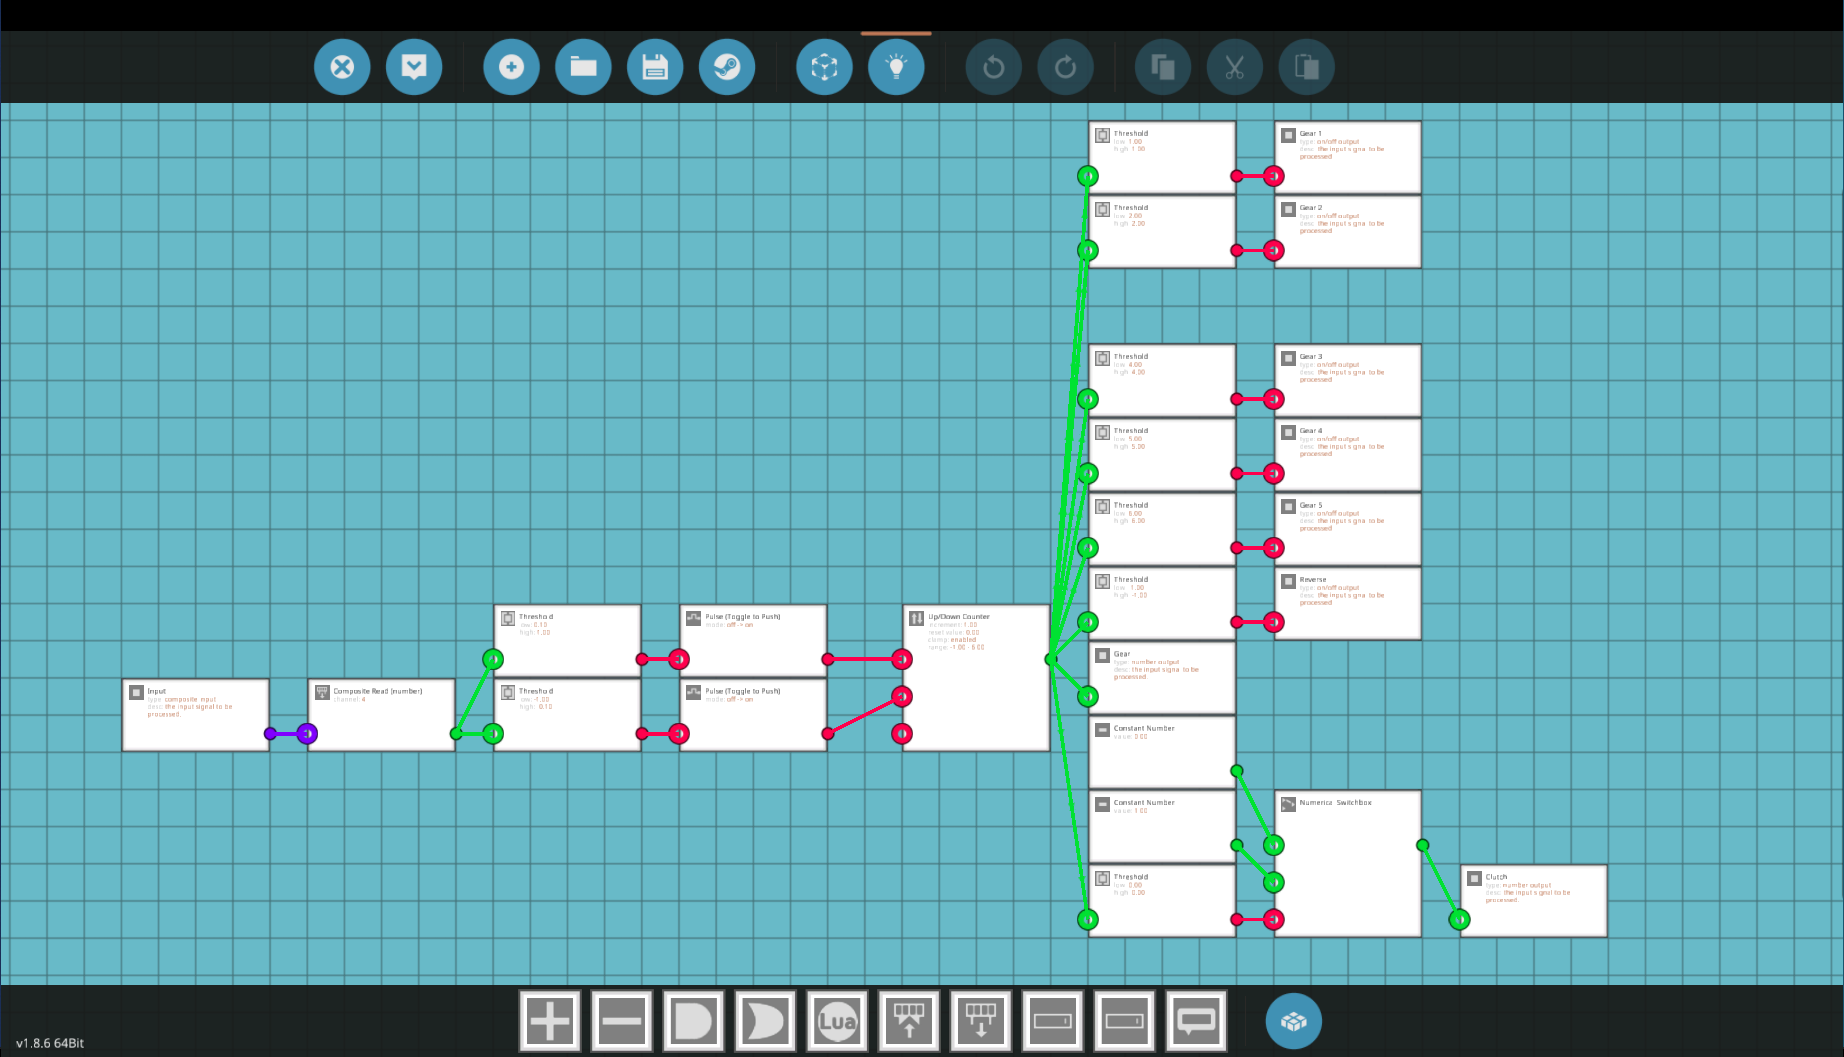 Threshold
low: 1.00
high: 1.00
Gear 1
type: on/off output
desc: the input signal to be
processed
Threshold
low: 2.00
high: 2.00
Gear 2
type: on/off output
desc: the input signal to be
processed
Threshold
low: 4.00
high: 4.00
Gear 3
type: on/off output
desc: the input signal to be
processed
Threshold
low: 5.00
high: 5.00
Gear 4
type: on/off output
desc: the input signal to be
processed
Threshold
low: 6.00
high: 6.00
Gear 5
type: on/off output
desc: the input signal to be
processed
Threshold
low: -1.00
high: -1.00
Reverse
type: on/off output
desc: the input signal to be
processed
Threshold
low: 0.10
high: 1.00
Pulse (Toggle to Push)
mode: off -> on
Up/Down Counter
increment: 1.00
reset value: 0.00
clamp: enabled
range: -1.00 - 6.00
Gear
type: number output
desc: the input signal to be
processed
Input
type: composite input
desc: the input signal to be
processed.
Composite Read (number)
channel: 4
Threshold
low: -1.00
high: -0.10
Pulse (Toggle to Push)
mode: off -> on
Constant Number
value: 0.00
Constant Number
value: 1.00
Numerical Switchbox
Threshold
low: 0.00
high: 0.00
Clutch
type: number output
desc: the input signal to be
processed.
Lua
v1.8.6 64Bit